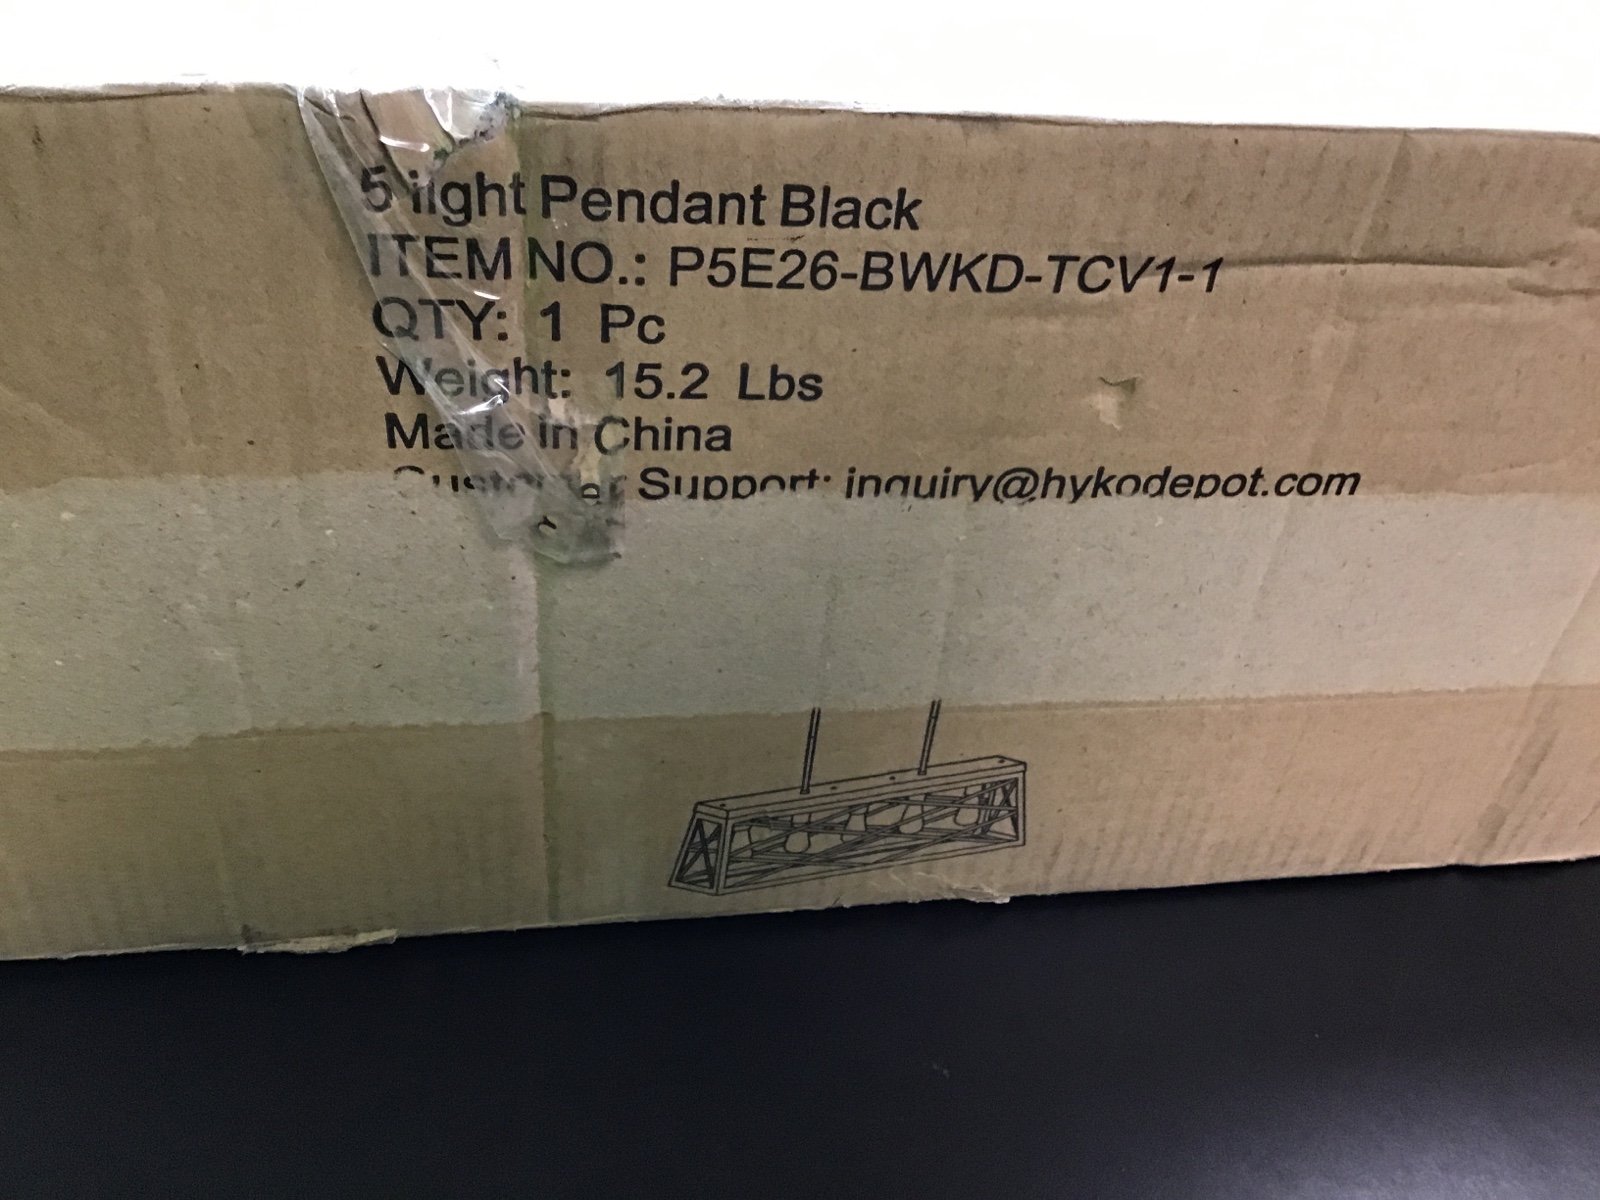 5 light Pendant Black
ITEM NO.: P5E26-BWKD-TCV1-1
QTY: 1 Pc
Weight: 15.2 Lbs
Made in China
Customer Support: inquiry@hykodepot.com